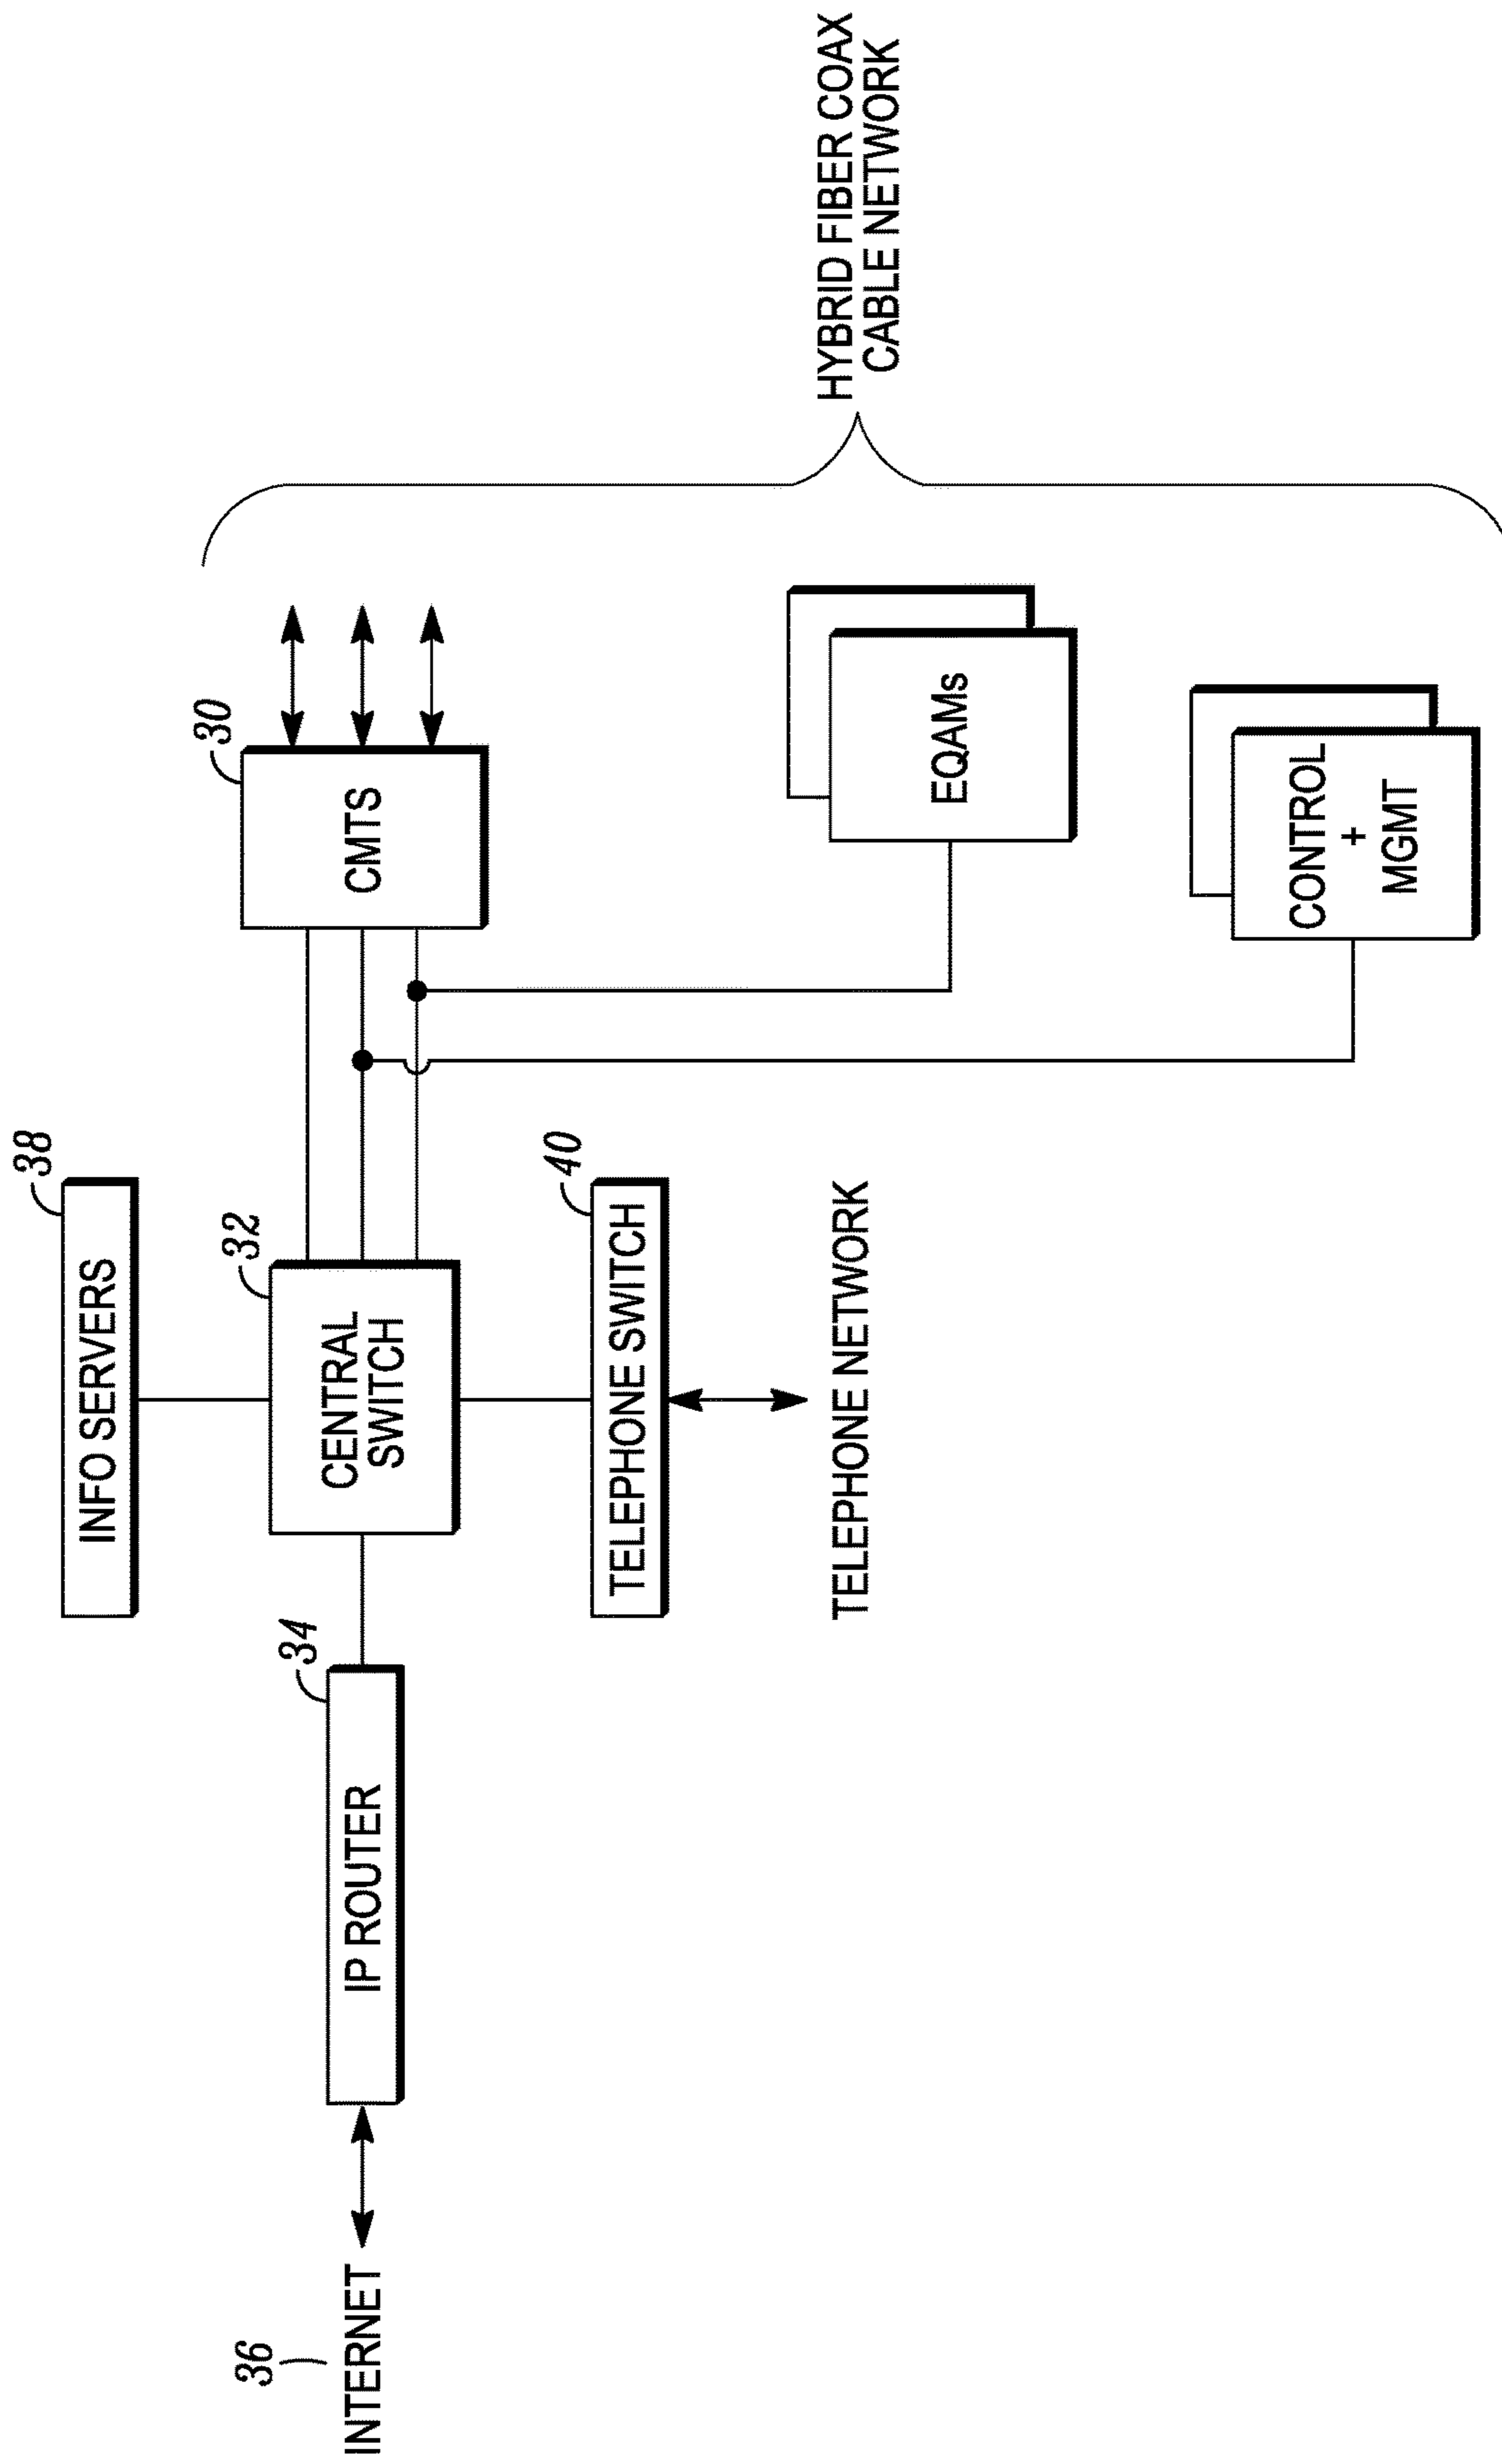 38
INFO SERVERS
30
CMTS
32
CENTRAL
SWITCH
34
IP ROUTER
36
INTERNET
40
TELEPHONE SWITCH
TELEPHONE NETWORK
EQAMs
CONTROL
+
MGMT
HYBRID FIBER COAX
CABLE NETWORK